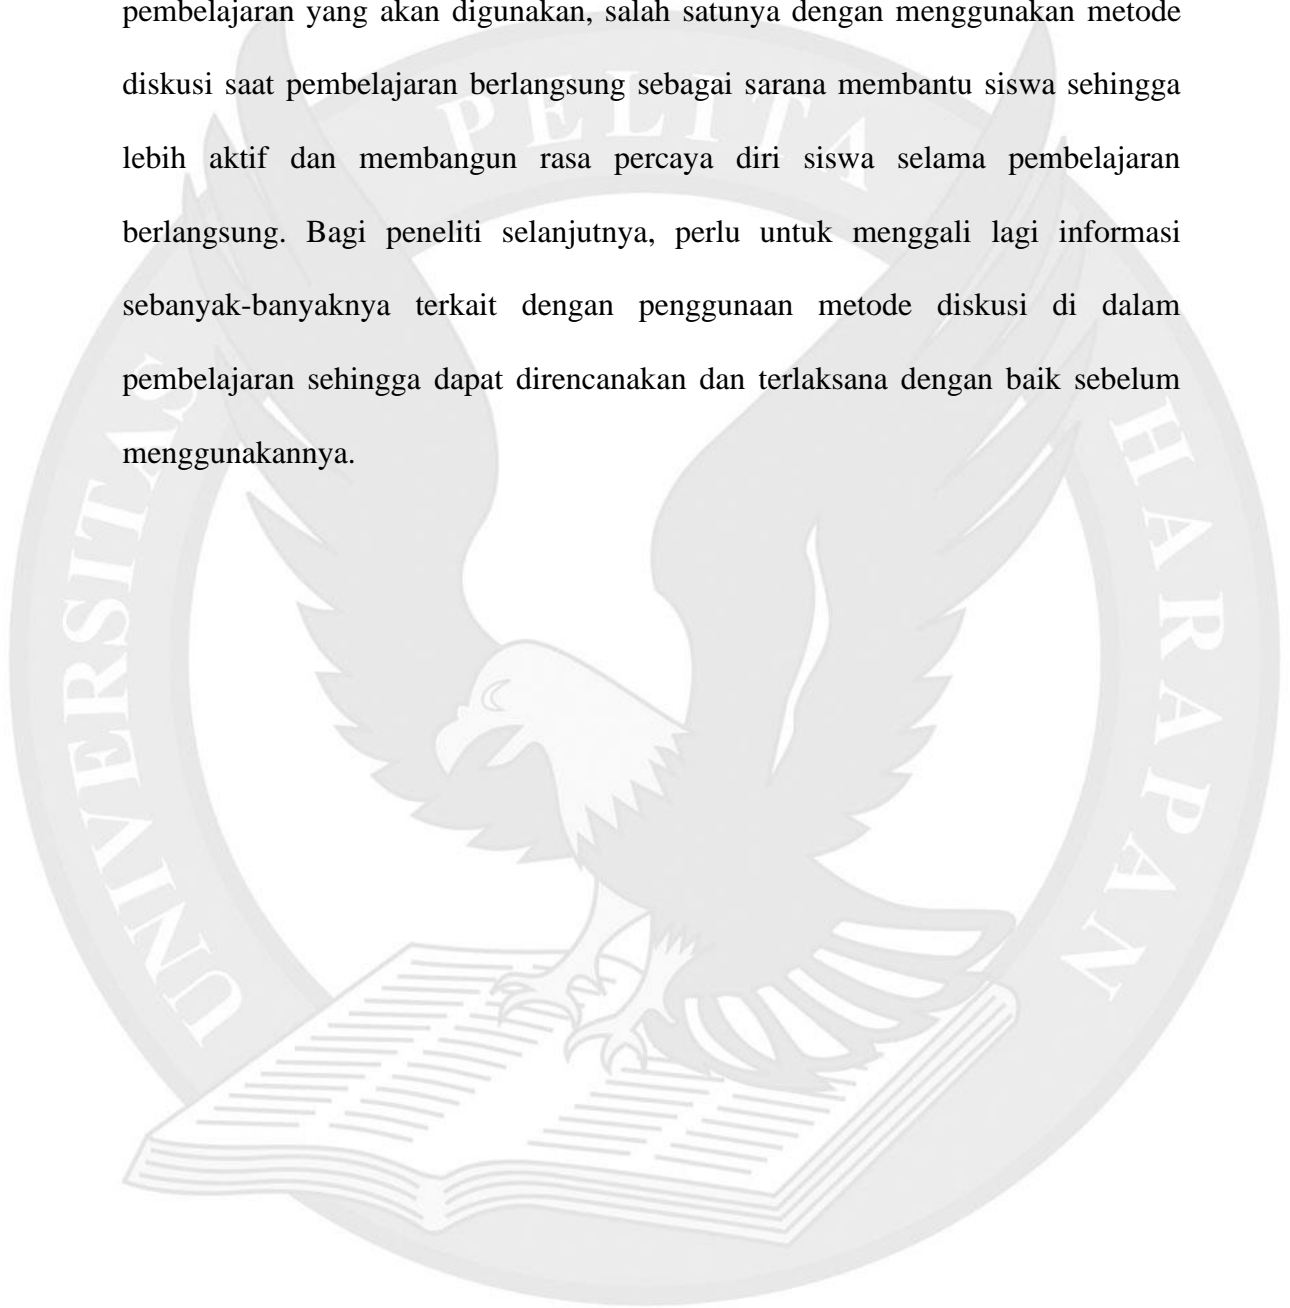 pembelajaran yang akan digunakan, salah satunya dengan menggunakan metode
diskusi saat pembelajaran berlangsung sebagai sarana membantu siswa sehingga
lebih aktif dan membangun rasa percaya diri siswa selama pembelajaran
berlangsung. Bagi peneliti selanjutnya, perlu untuk menggali lagi informasi
sebanyak-banyaknya terkait dengan penggunaan metode diskusi di dalam
pembelajaran sehingga dapat direncanakan dan terlaksana dengan baik sebelum
menggunakannya.
UNIVERSITAS
PELITA
HARAPAN